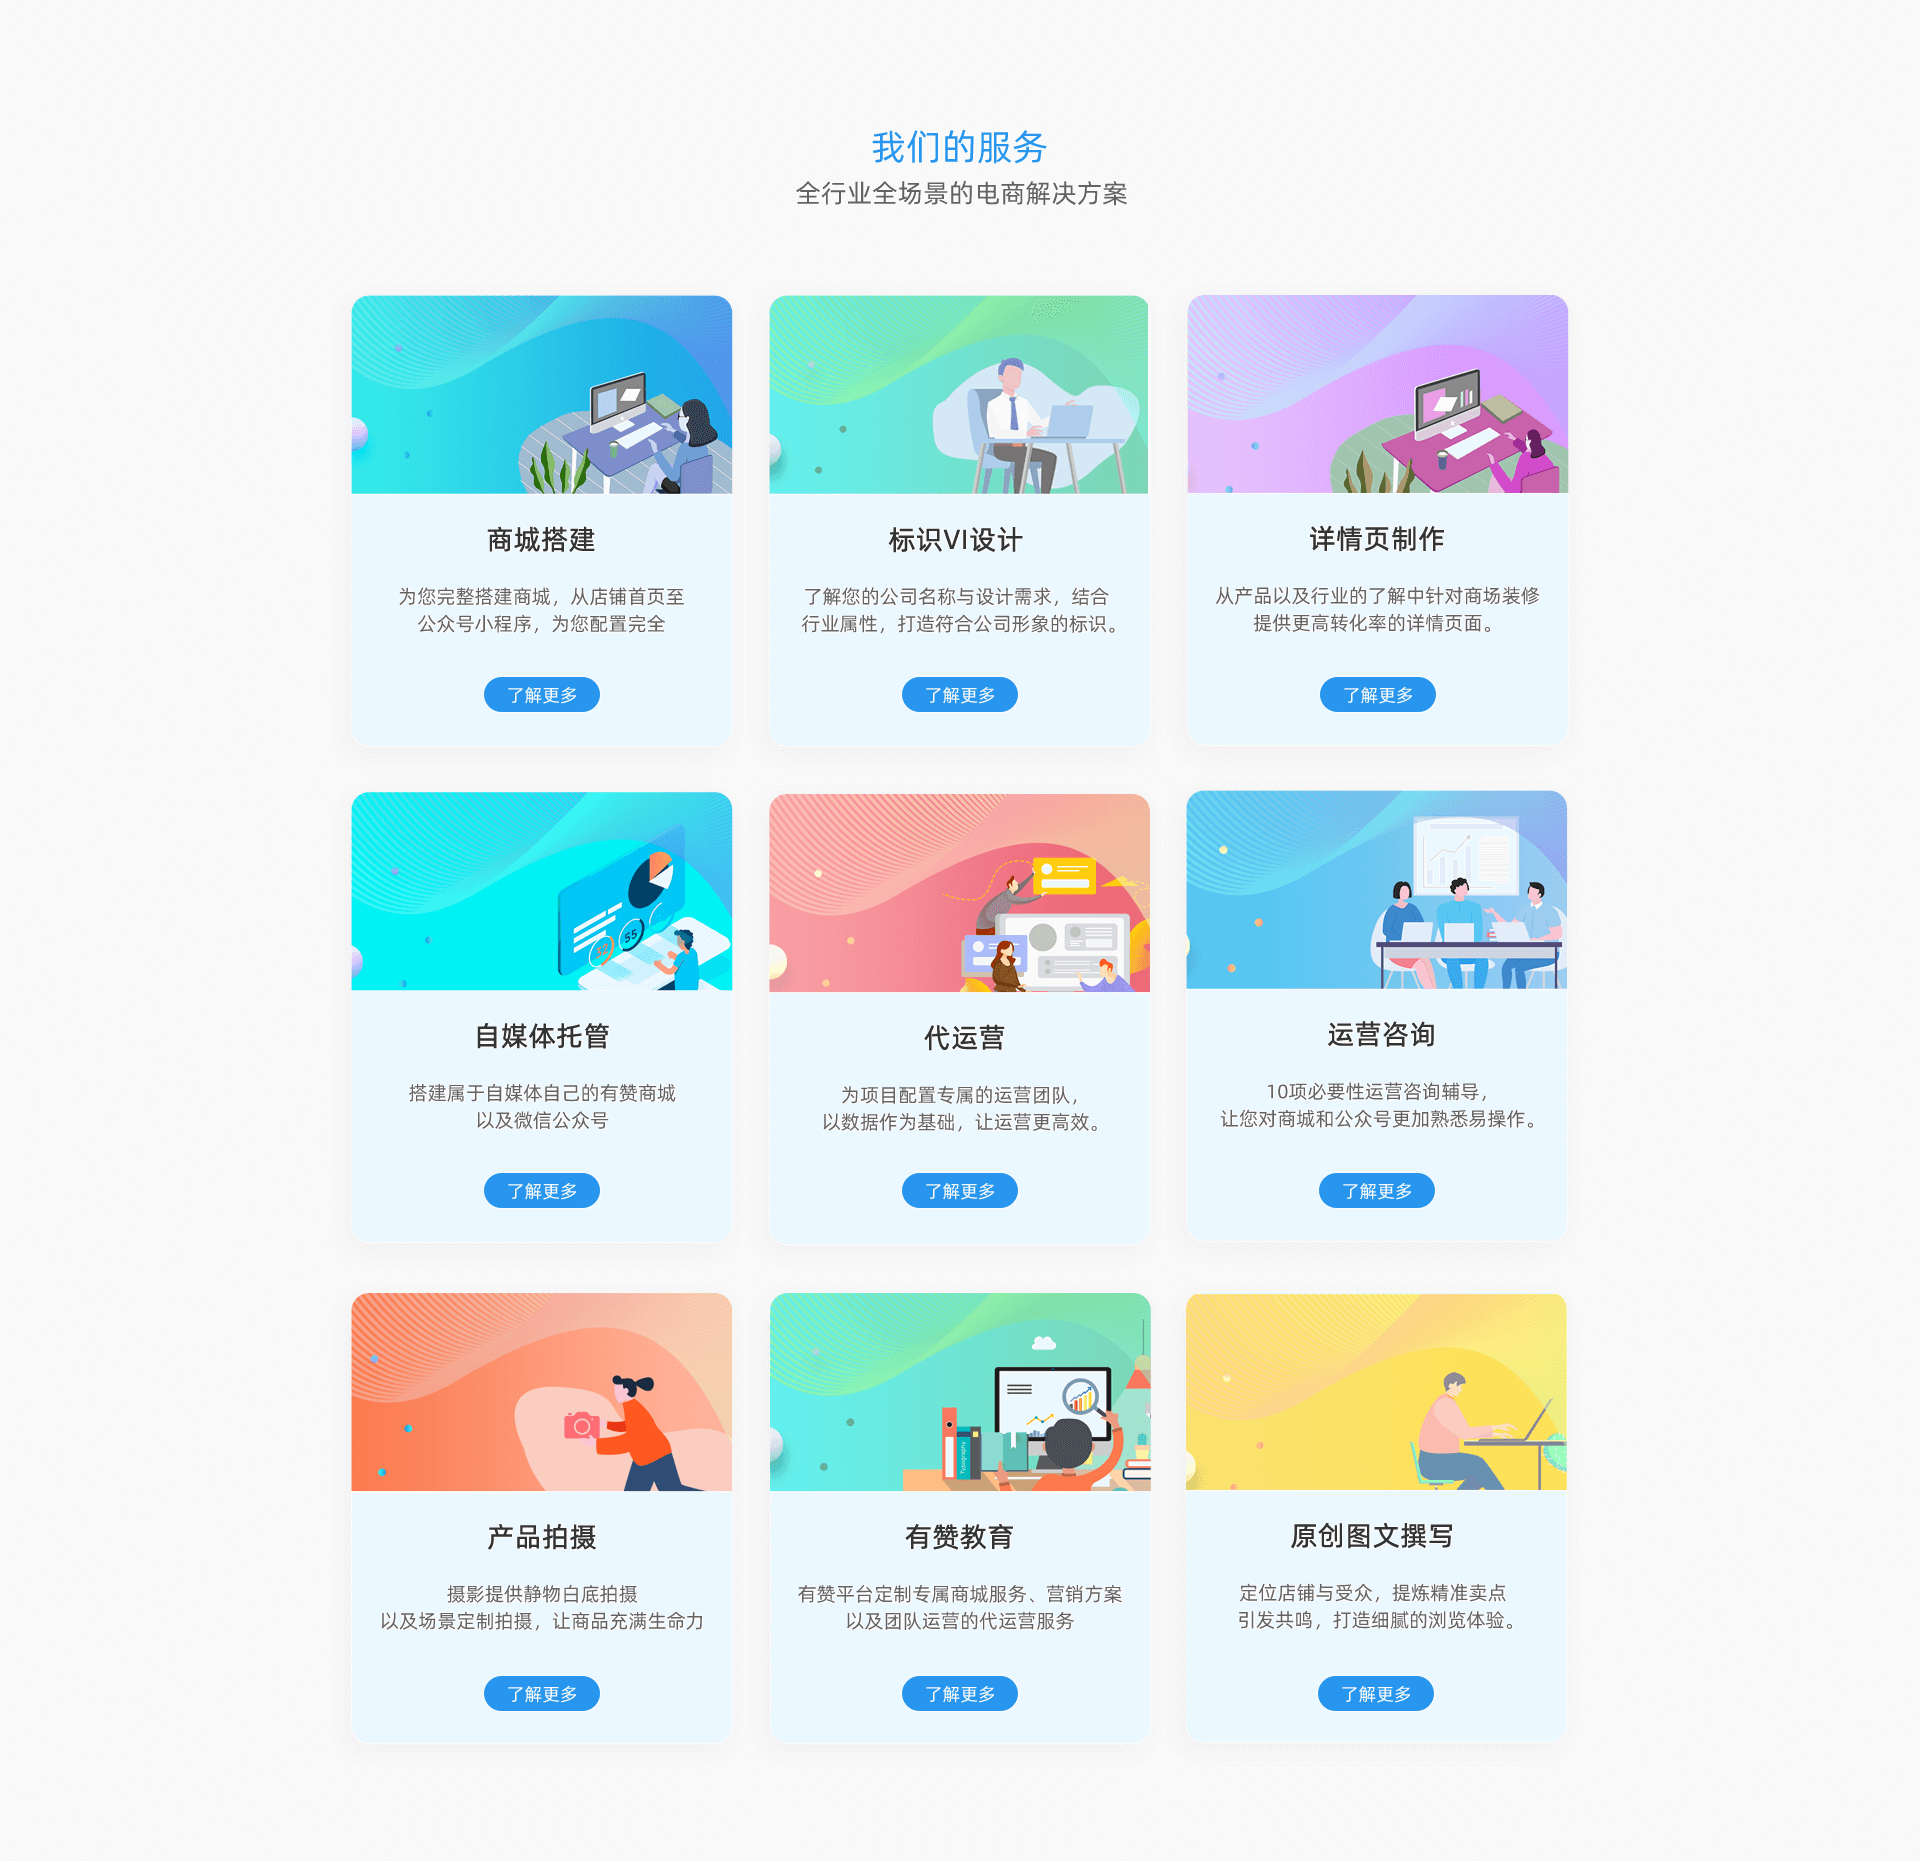 我们的服务
全行业全场景的电商解决方案
商城搭建
为您完整搭建商城，从店铺首页至
公众号小程序，为您配置完全
了解更多
标识VI设计
了解您的公司名称与设计需求，结合
行业属性，打造符合公司形象的标识。
了解更多
详情页制作
从产品以及行业的了解中针对商场装修
提供更高转化率的详情页面。
了解更多
55
自媒体托管
搭建属于自媒体自己的有赞商城
以及微信公众号
了解更多
代运营
为项目配置专属的运营团队，
以数据作为基础，让运营更高效。
了解更多
运营咨询
10项必要性运营咨询辅导，
让您对商城和公众号更加熟悉易操作。
了解更多
产品拍摄
摄影提供静物白底拍摄
以及场景定制拍摄，让商品充满生命力
了解更多
Typography
有赞教育
有赞平台定制专属商城服务、营销方案
以及团队运营的代运营服务
了解更多
原创图文撰写
定位店铺与受众，提炼精准卖点
引发共鸣，打造细腻的浏览体验。
了解更多